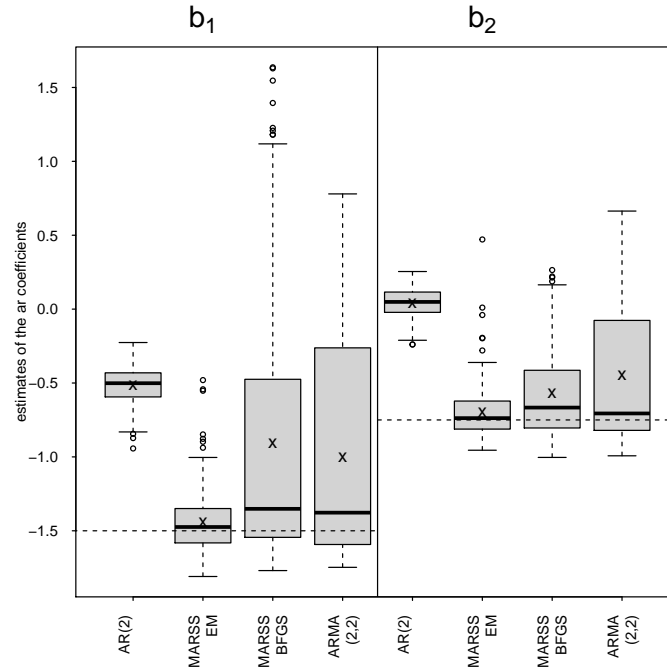 b1 b2
estimates of the ar coefficients
1.5
1.0
0.5
0.0
−0.5
−1.0
−1.5
x x x x x x x x
AR(2)
MARSS
EM
MARSS
BFGS
ARMA
(2,2)
AR(2)
MARSS
EM
MARSS
BFGS
ARMA
(2,2)